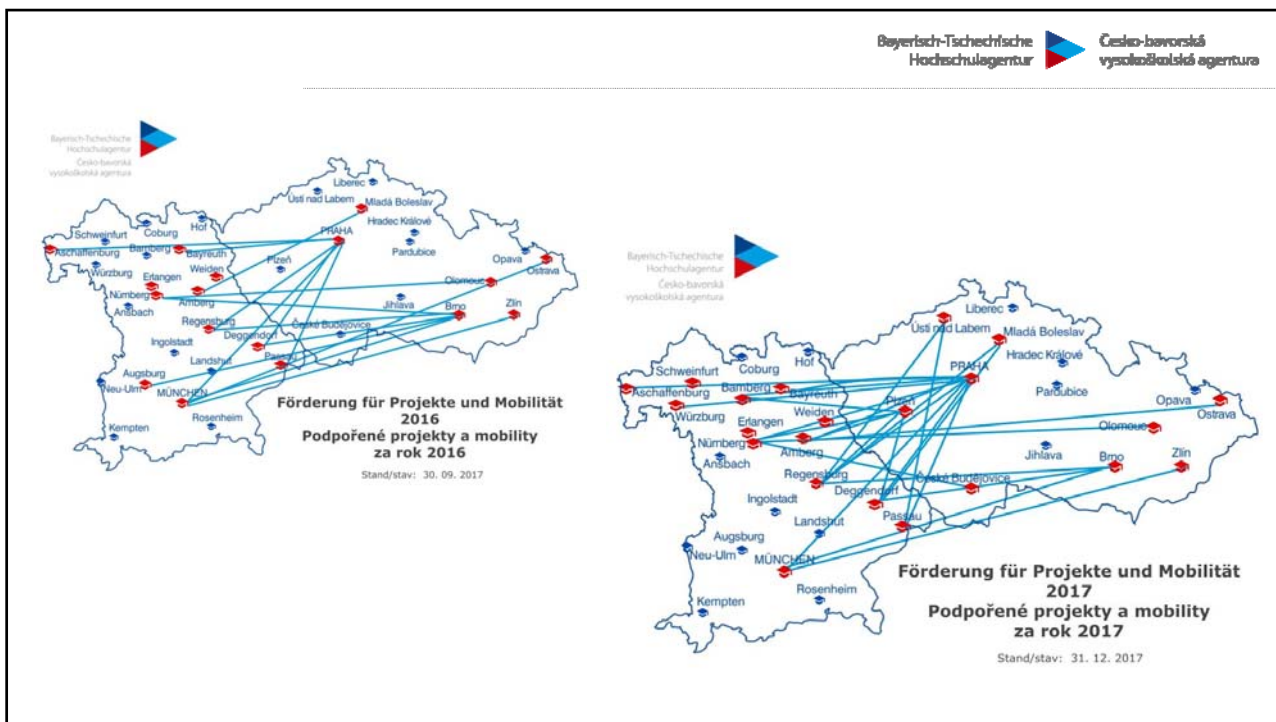 Bayerisch-Tschechische
Hochschulagentur
Česko-bavorská
vysokoškolská agentura
Bayerisch-Tschechische
Hochschulagentur
Česko-bavorská
vysokoškolská agentura
Liberec
Ústí nad Labem
Mladá Boleslav
Hof
Coburg
Hradec Králové
Schweinfurt
PRAHA
Aschaffenburg
Bamberg
Bayreuth
Pardubice
Würzburg
Weiden
Plzeň
Opava
Ostrava
Erlangen
Olomouc
Nürnberg
Amberg
Ansbach
Jihlava
Brno
Zlín
Regensburg
České Budějovice
Ingolstadt
Deggendorf
Landshut
Passau
Augsburg
Neu-Ulm
MÜNCHEN
Rosenheim
Kempten
Förderung für Projekte und Mobilität
2016
Podpořené projekty a mobility
za rok 2016
Stand/stav: 30. 09. 2017
Bayerisch-Tschechische
Hochschulagentur
Česko-bavorská
vysokoškolská agentura
Liberec
Ústí nad Labem
Mladá Boleslav
Hof
Hradec Králové
Coburg
Schweinfurt
PRAHA
Aschaffenburg
Bamberg
Bayreuth
Pardubice
Opava
Würzburg
Weiden
Plzeň
Ostrava
Erlangen
Olomouc
Nürnberg
Amberg
Ansbach
Jihlava
Brno
Zlín
Regensburg
České Budějovice
Ingolstadt
Deggendorf
Landshut
Passau
Augsburg
Neu-Ulm
MÜNCHEN
Rosenheim
Kempten
Förderung für Projekte und Mobilität
2017
Podpořené projekty a mobility
za rok 2017
Stand/stav: 31. 12. 2017